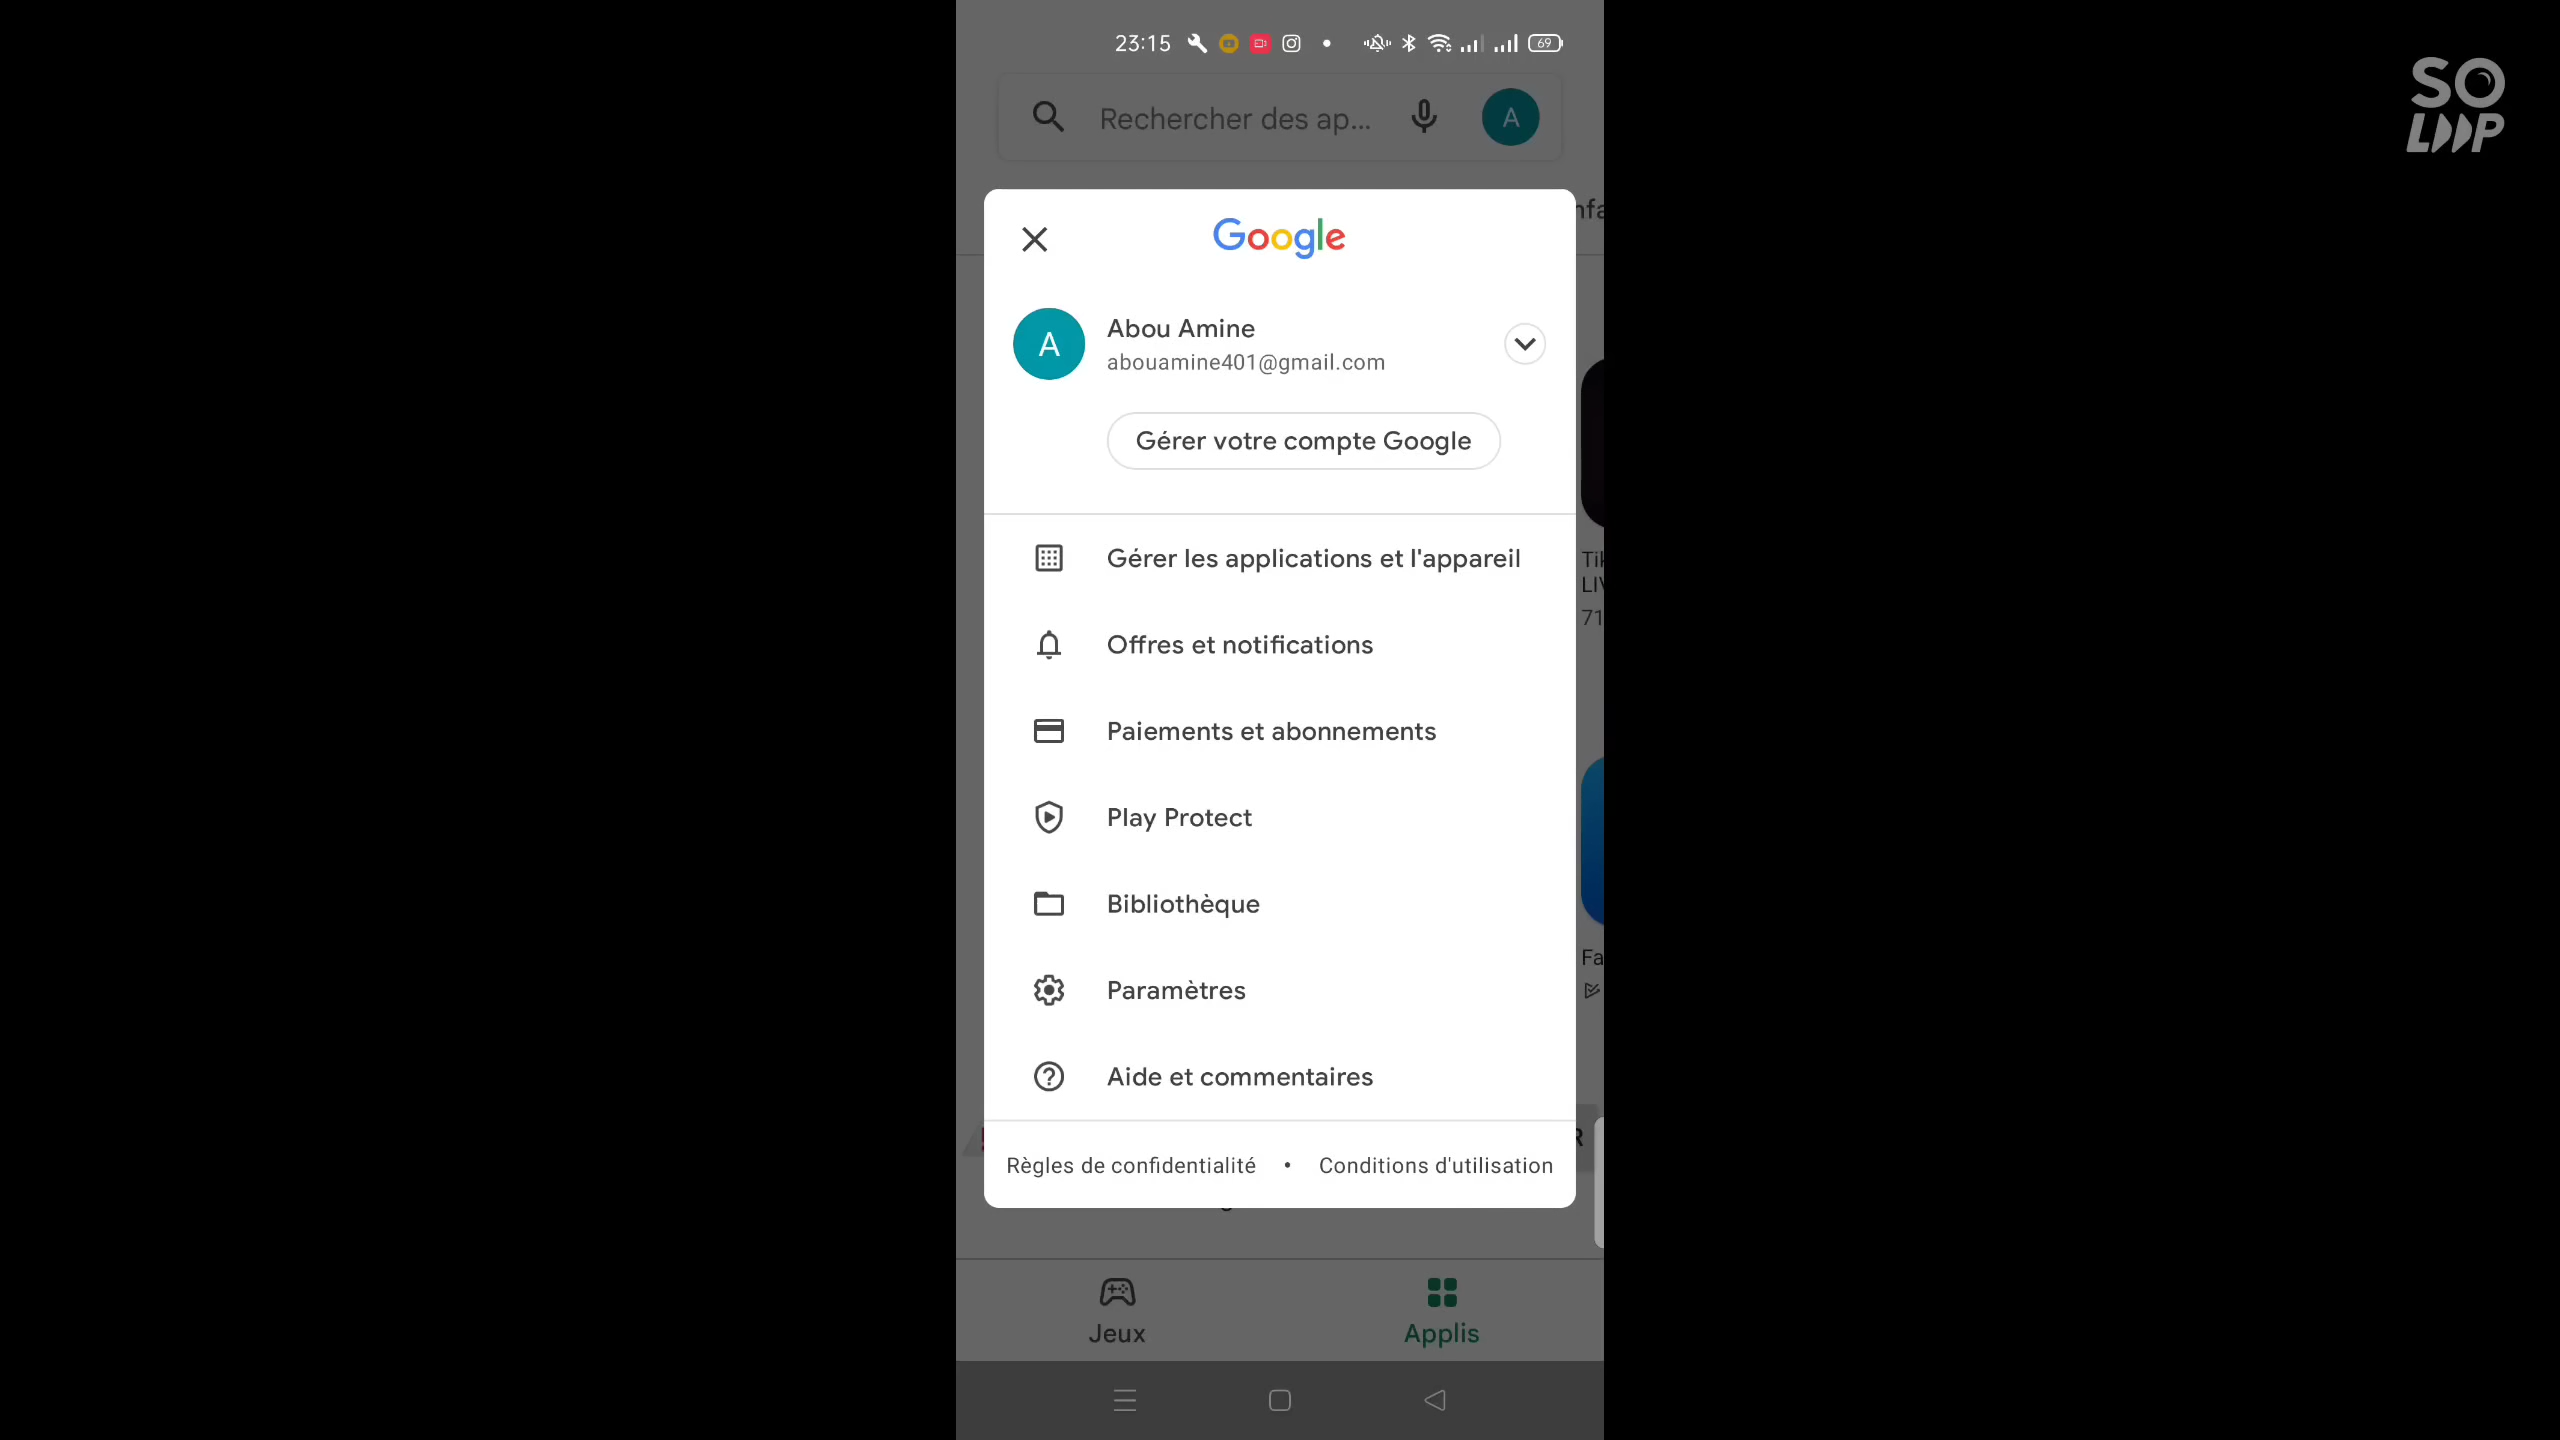 23:15
69
SO
LOOP
Rechercher des ap...
A
Google
A
Abou Amine
abouamine401@gmail.com
Gérer votre compte Google
Gérer les applications et l'appareil
Offres et notifications
Paiements et abonnements
Play Protect
Bibliothèque
Paramètres
Aide et commentaires
Règles de confidentialité • Conditions d'utilisation
Jeux
Applis